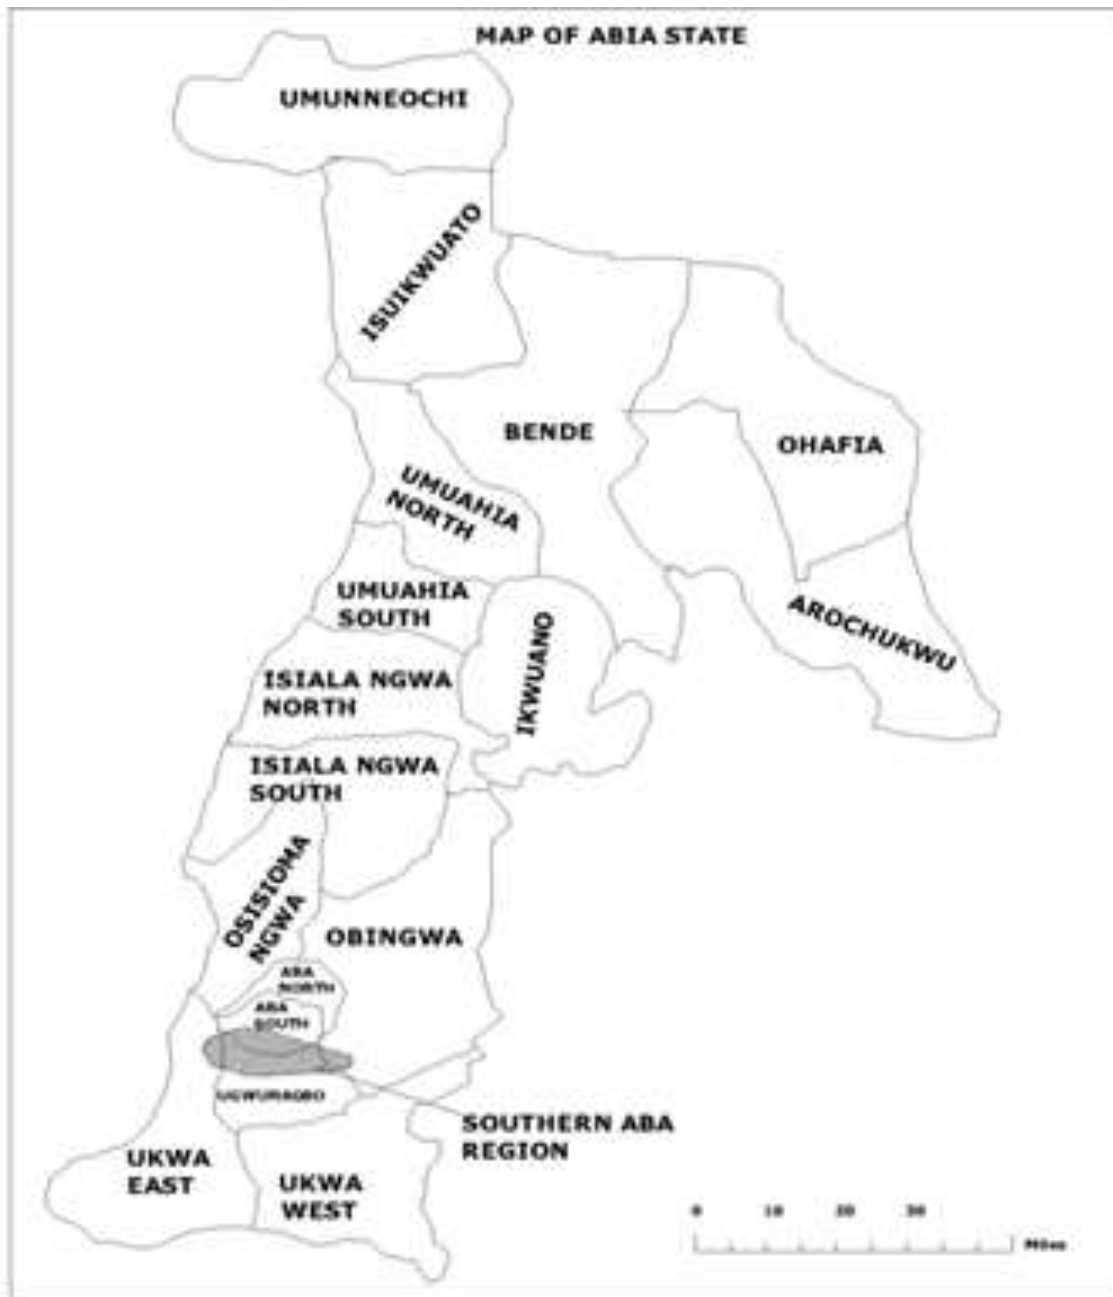 MAP OF ABIA STATE
UMUNNEOCHI
ISUIKWUATO
BENDE
OHAFIA
UMUAHIA
NORTH
UMUAHIA
SOUTH
AROCHUKWU
IKWUANO
ISIALA NGWA
NORTH
ISIALA NGWA
SOUTH
OSISIOMA
NGWA
OBINGWA
ABA
NORTH
ABA
SOUTH
UGWUNAGBO
SOUTHERN ABA
REGION
UKWA
EAST
UKWA
WEST
0 10 20 30
Miles